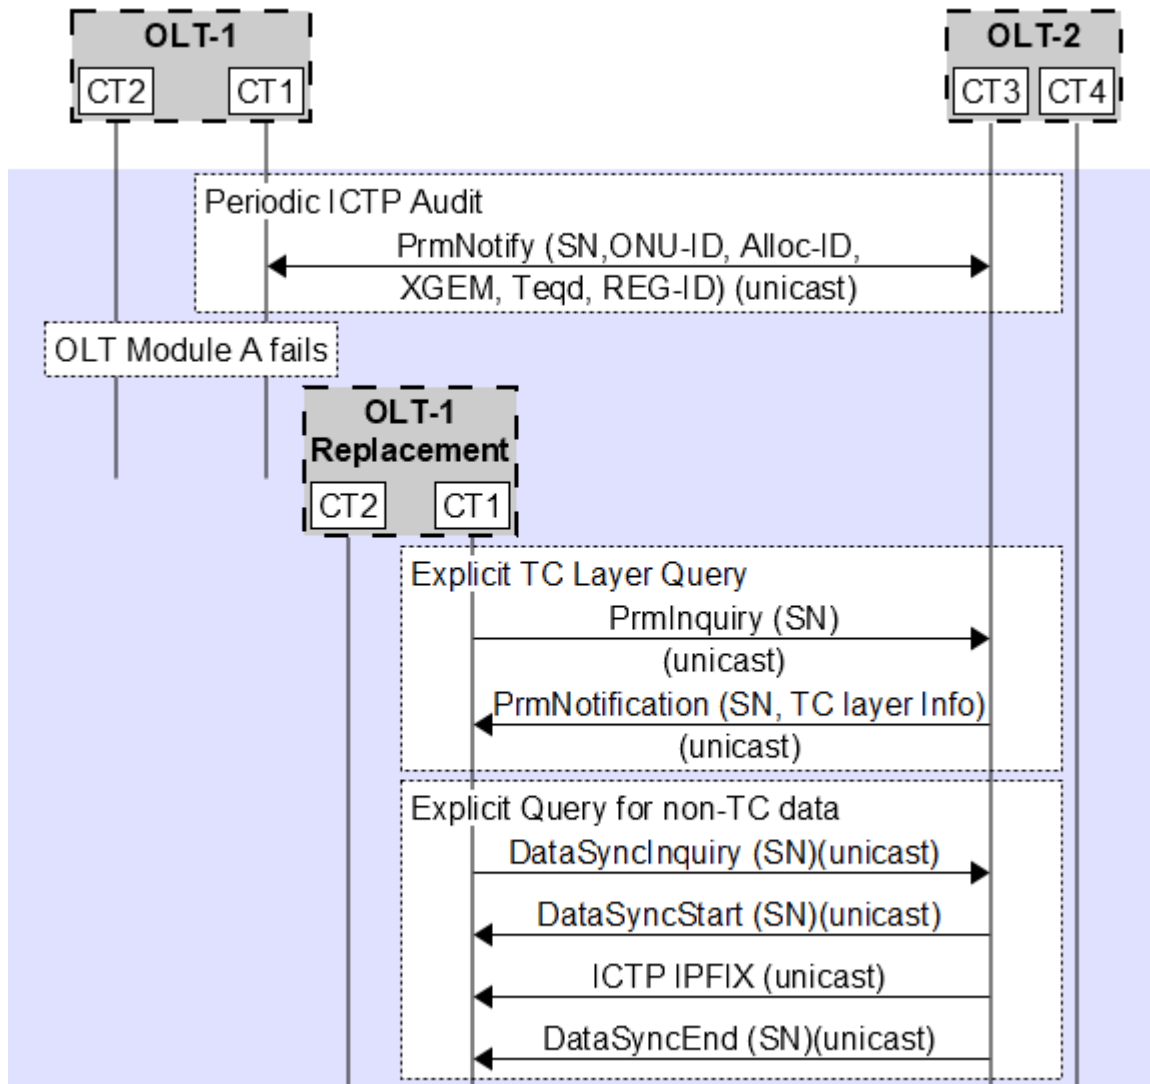 OLT-1
OLT-2
CT2
CT1
CT3
CT4
Periodic ICTP Audit
PrmNotify (SN,ONU-ID, Alloc-ID,
XGEM, Teqd, REG-ID) (unicast)
OLT Module A fails
OLT-1
Replacement
CT2
CT1
Explicit TC Layer Query
PrmInquiry (SN)
(unicast)
PrmNotification (SN, TC layer Info)
(unicast)
Explicit Query for non-TC data
DataSyncInquiry (SN)(unicast)
DataSyncStart (SN)(unicast)
ICTP IPFIX (unicast)
DataSyncEnd (SN)(unicast)